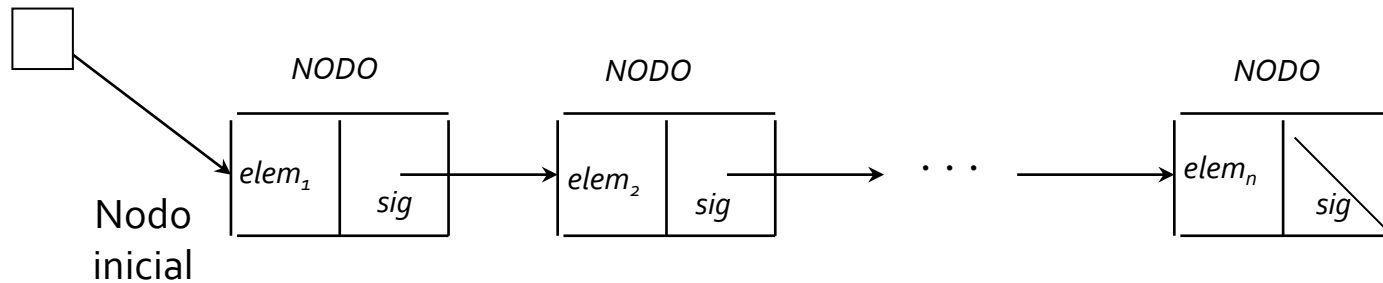 NODO
NODO
NODO
elem₁
sig
elem₂
sig
. . .
elemₙ
sig
Nodo
inicial